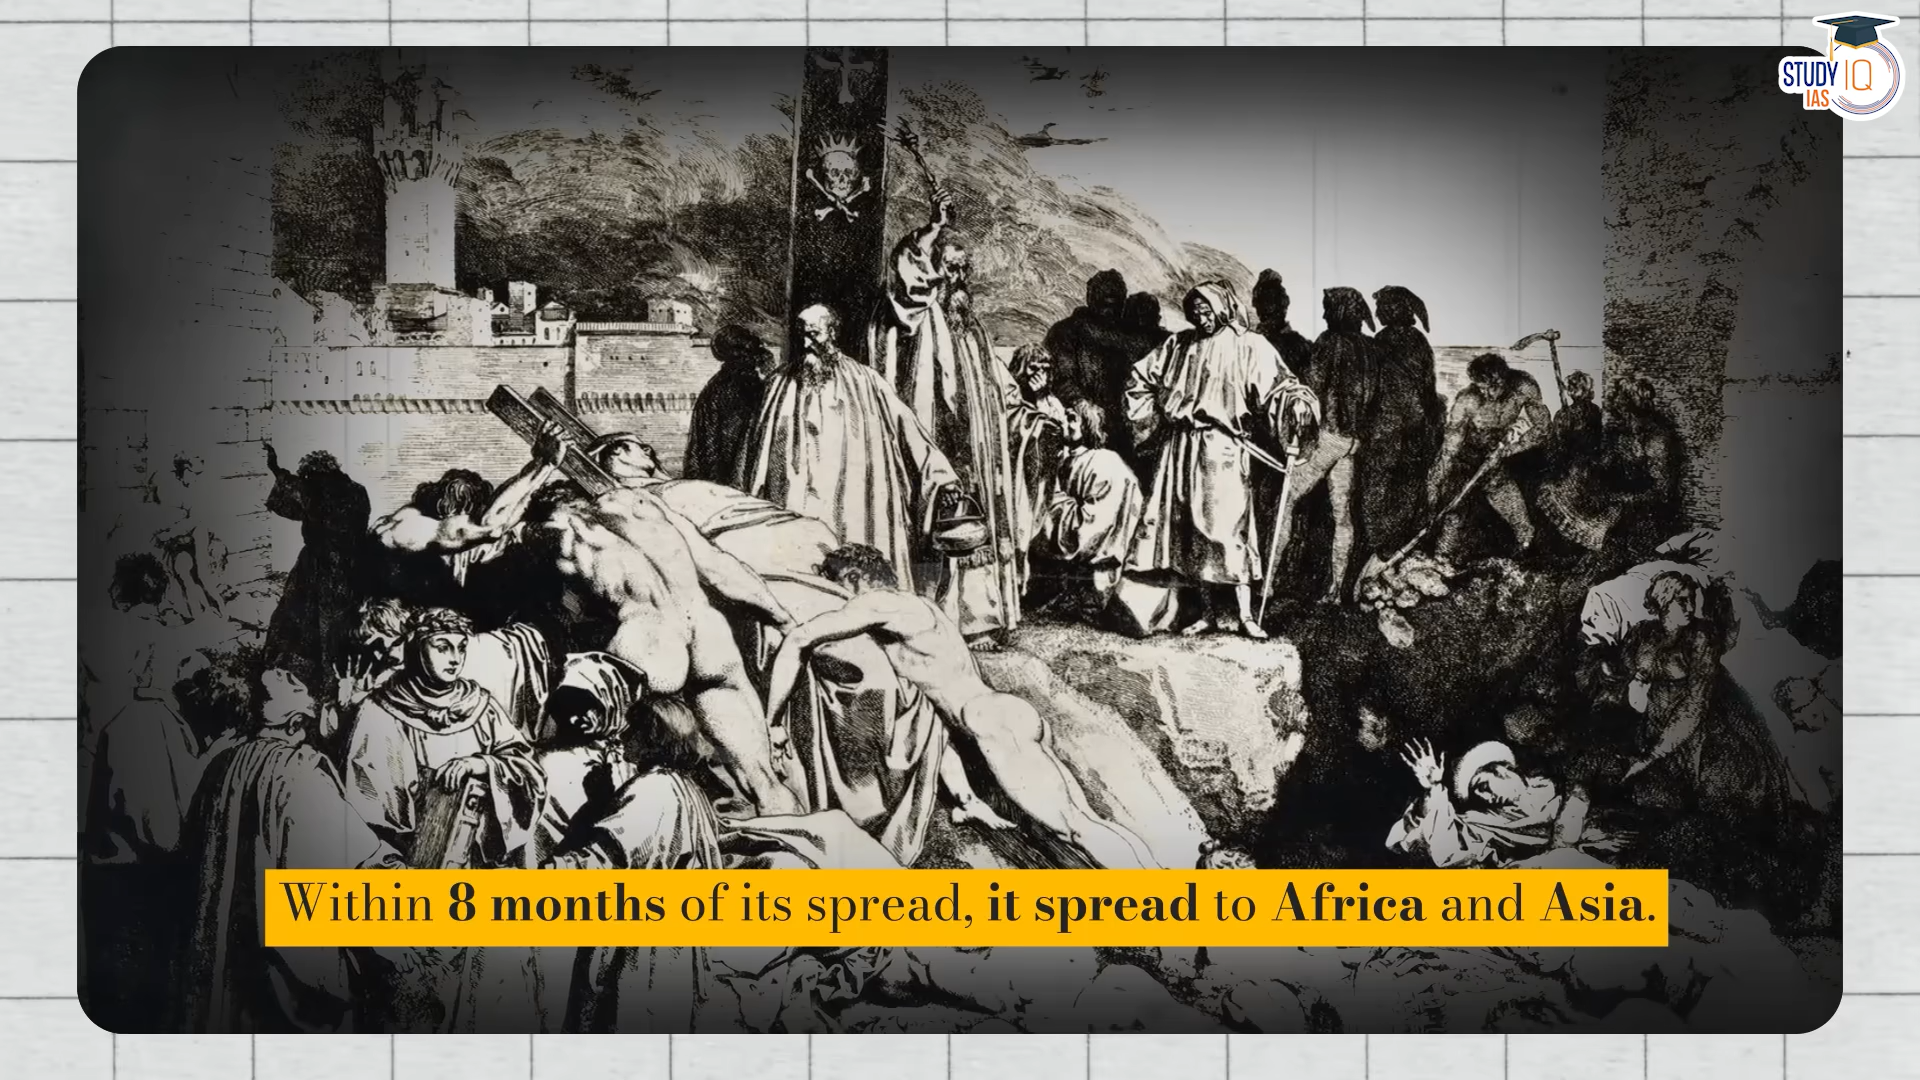 STUDY IQ
IAS
Within 8 months of its spread, it spread to Africa and Asia.